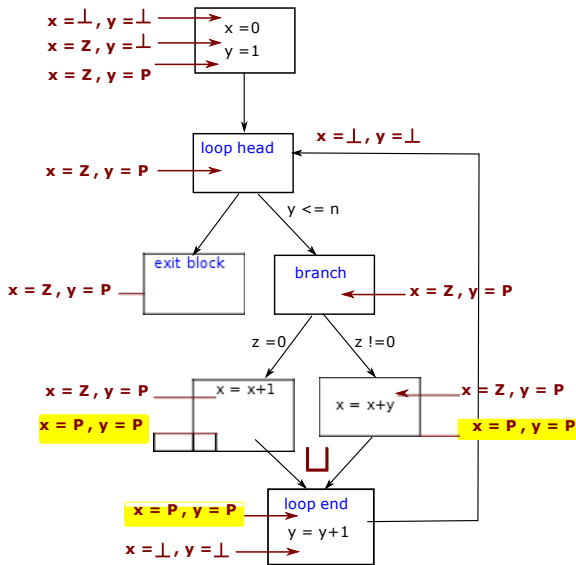 x = ⊥ , y = ⊥
x = 0
x = Z , y = ⊥
y = 1
x = Z , y = P
x = ⊥ , y = ⊥
loop head
x = Z , y = P
y <= n
exit block
branch
x = Z , y = P
x = Z , y = P
z =0
z !=0
x = Z , y = P
x = x+1
x = Z , y = P
x = x+y
x = P , y = P
x = P , y = P
⊔
loop end
x = P , y = P
y = y+1
x = ⊥ , y = ⊥